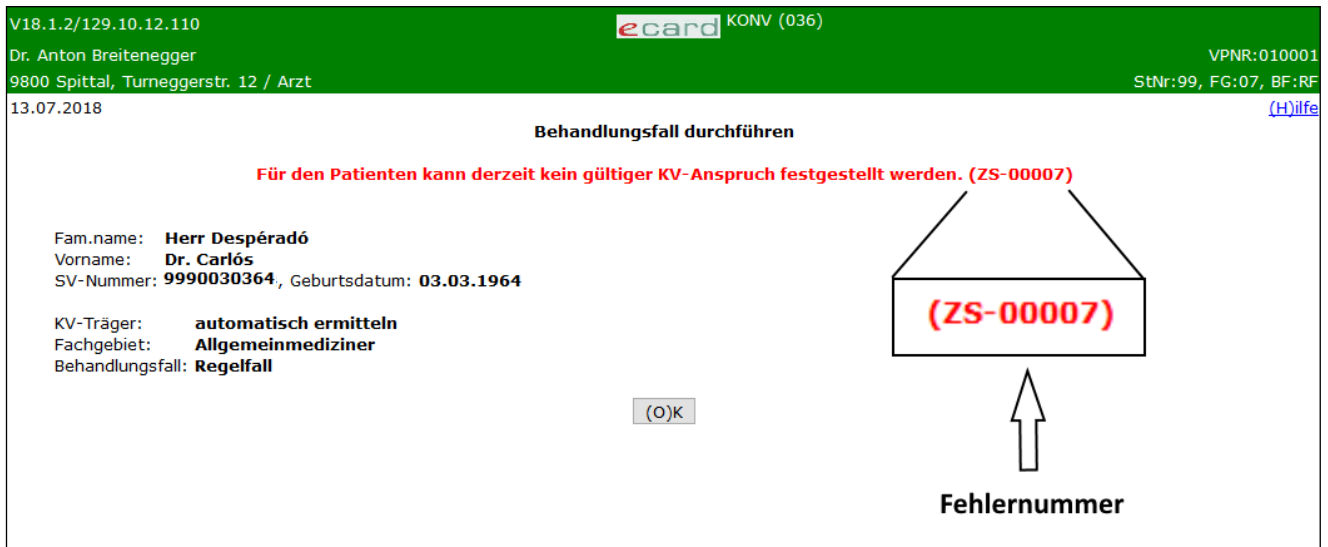 V18.1.2/129.10.12.110 ecard KONV (036)
Dr. Anton Breitenegger VPNR:010001
9800 Spittal, Turneggerstr. 12 / Arzt StNr:99, FG:07, BF:RF
13.07.2018 (H)ilfe
Behandlungsfall durchführen
Für den Patienten kann derzeit kein gültiger KV-Anspruch festgestellt werden. (ZS-00007)
Fam.name: Herr Despéradó
Vorname: Dr. Carlós
SV-Nummer: 9990030364, Geburtsdatum: 03.03.1964
KV-Träger: automatisch ermitteln
Fachgebiet: Allgemeinmediziner
Behandlungsfall: Regelfall
(ZS-00007)
(O)K
Fehlernummer